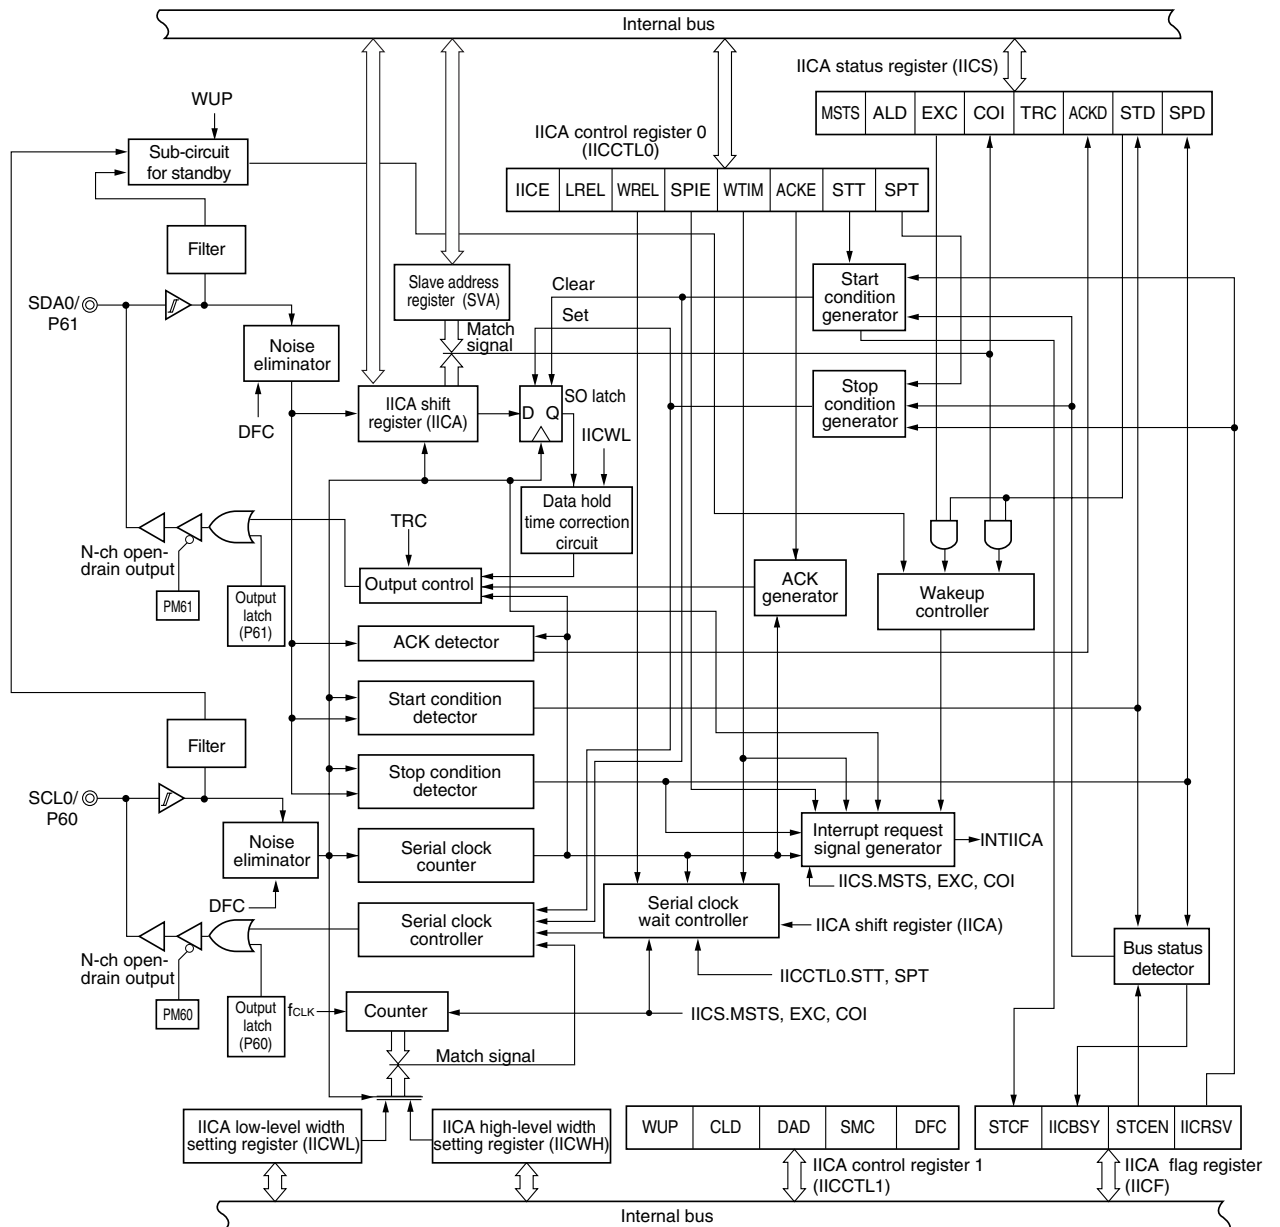 Internal bus
IICA status register (IICS)
MSTS ALD EXC COI TRC ACKD STD SPD
WUP
IICA control register 0
(IICCTL0)
Sub-circuit
for standby
IICE LREL WREL SPIE WTIM ACKE STT SPT
Filter
Slave address
register (SVA)
Clear
Start
condition
generator
SDA0/
P61
Set
Noise
eliminator
Match
signal
Stop
condition
generator
IICA shift
register (IICA)
SO latch
D Q
DFC
IICWL
Data hold
time correction
circuit
TRC
N-ch open-
drain output
Output control
ACK
generator
Wakeup
controller
PM61
Output
latch
(P61)
ACK detector
Start condition
detector
Filter
Stop condition
detector
SCL0/
P60
Noise
eliminator
Serial clock
counter
Interrupt request
signal generator
INTIICA
IICS.MSTS, EXC, COI
DFC
Serial clock
controller
Serial clock
wait controller
IICA shift register (IICA)
N-ch open-
drain output
Bus status
detector
IICCTL0.STT, SPT
PM60
Output
latch
(P60)
fCLK
Counter
IICS.MSTS, EXC, COI
Match signal
IICA low-level width
setting register (IICWL)
IICA high-level width
setting register (IICWH)
WUP CLD DAD SMC DFC
STCF IICBSY STCEN IICRSV
IICA control register 1
(IICCTL1)
IICA flag register
(IICF)
Internal bus